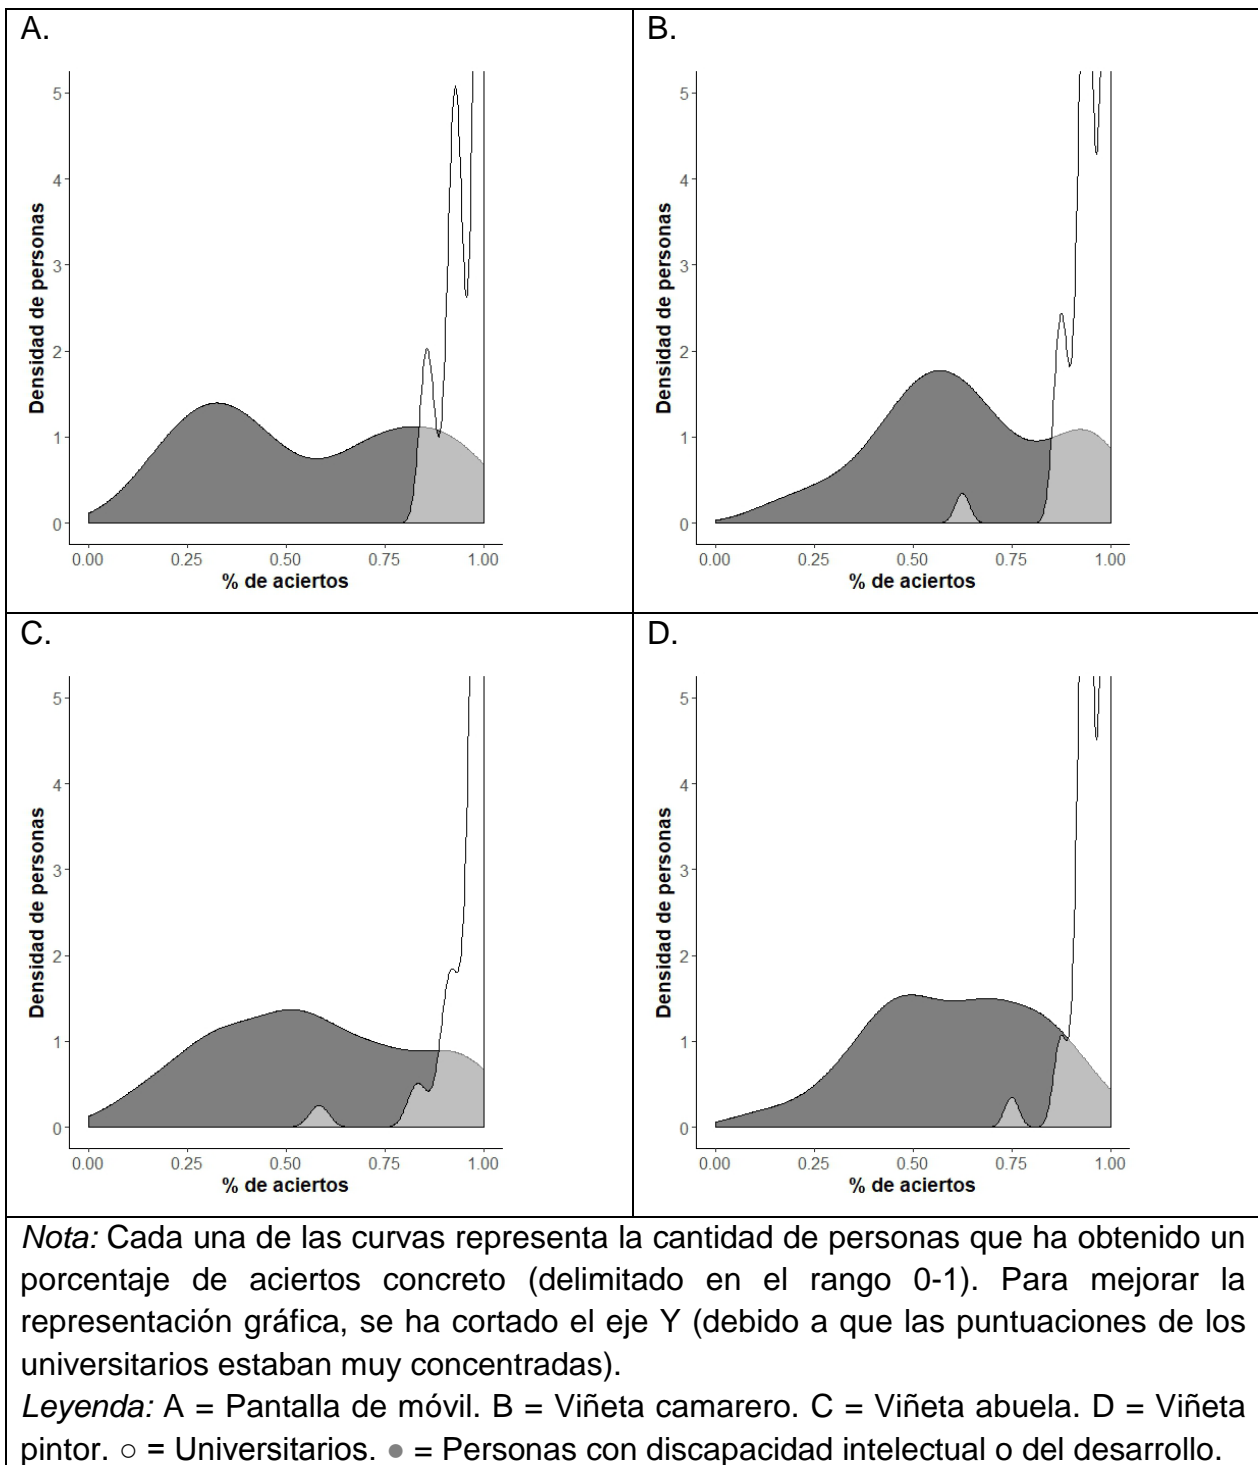 A.
5
4
3
2
1
0
Densidad de personas
0.00 0.25 0.50 0.75 1.00
% de aciertos
B.
5
4
3
2
1
0
Densidad de personas
0.00 0.25 0.50 0.75 1.00
% de aciertos
C.
5
4
3
2
1
0
Densidad de personas
0.00 0.25 0.50 0.75 1.00
% de aciertos
D.
5
4
3
2
1
0
Densidad de personas
0.00 0.25 0.50 0.75 1.00
% de aciertos
Nota: Cada una de las curvas representa la cantidad de personas que ha obtenido un
porcentaje de aciertos concreto (delimitado en el rango 0-1). Para mejorar la
representación gráfica, se ha cortado el eje Y (debido a que las puntuaciones de los
universitarios estaban muy concentradas).
Leyenda: A = Pantalla de móvil. B = Viñeta camarero. C = Viñeta abuela. D = Viñeta
pintor. ○ = Universitarios. ● = Personas con discapacidad intelectual o del desarrollo.